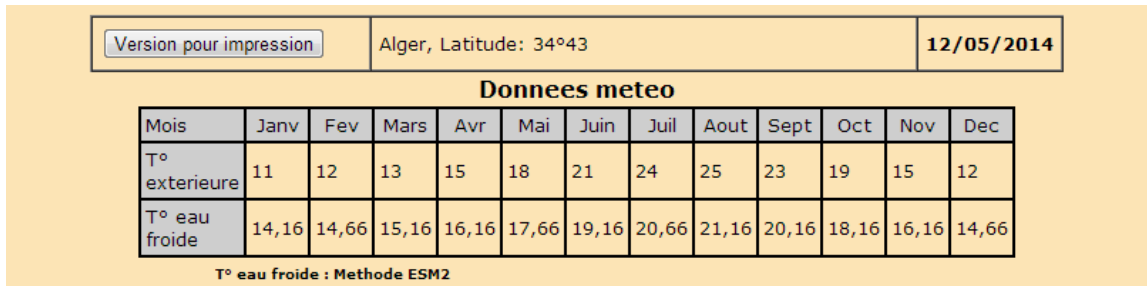 Version pour impression Alger, Latitude: 34°43 12/05/2014
Donnees meteo
Mois Janv Fev Mars Avr Mai Juin Juil Aout Sept Oct Nov Dec
T° exterieure 11 12 13 15 18 21 24 25 23 19 15 12
T° eau froide 14,16 14,66 15,16 16,16 17,66 19,16 20,66 21,16 20,16 18,16 16,16 14,66
T° eau froide : Methode ESM2